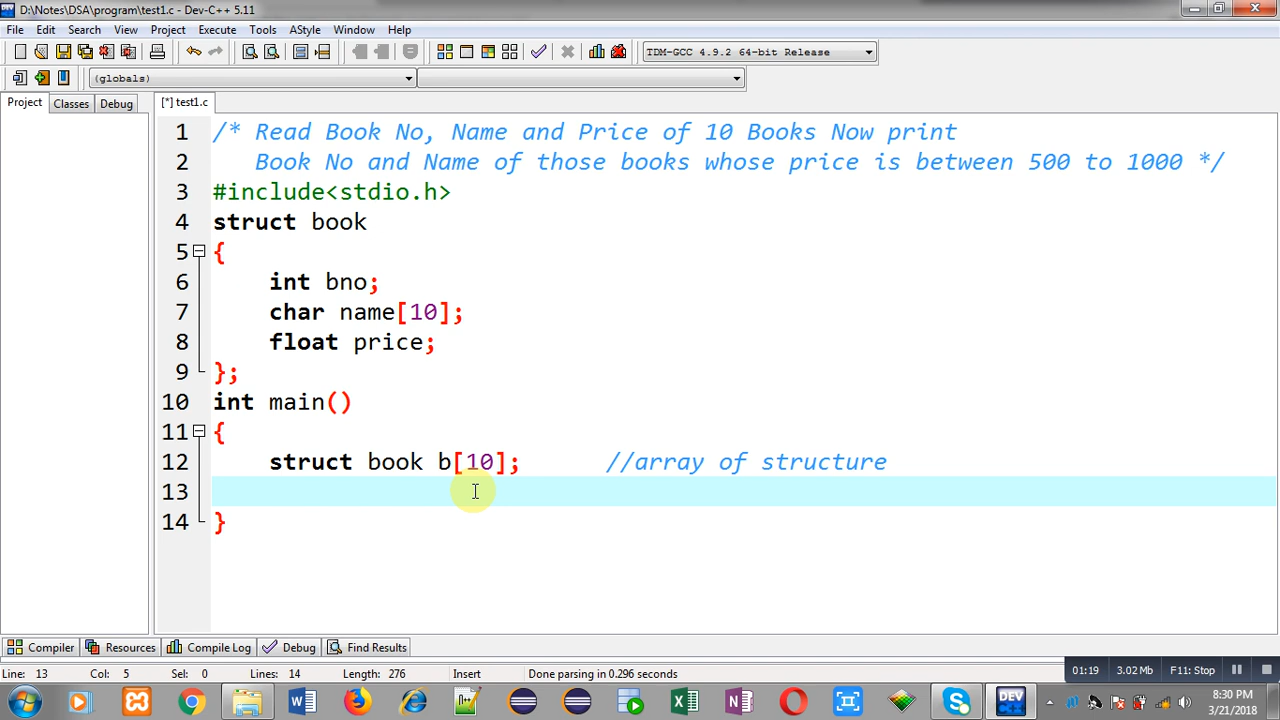 D:\Notes\DSA\program\test1.c - Dev-C++ 5.11
File Edit Search View Project Execute Tools AStyle Window Help
TDM-GCC 4.9.2 64-bit Release
(globals)
Project Classes Debug [*] test1.c
1 /* Read Book No, Name and Price of 10 Books Now print
2 Book No and Name of those books whose price is between 500 to 1000 */
3 #include<stdio.h>
4 struct book
5 {
6 int bno;
7 char name[10];
8 float price;
9 };
10 int main()
11 {
12 struct book b[10]; //array of structure
13
14 }
Compiler Resources Compile Log Debug Find Results
Line: 13 Col: 5 Sel: 0 Lines: 14 Length: 276 Insert Done parsing in 0.296 seconds
01:19 3.02 Mb F11: Stop
8:30 PM
3/21/2018